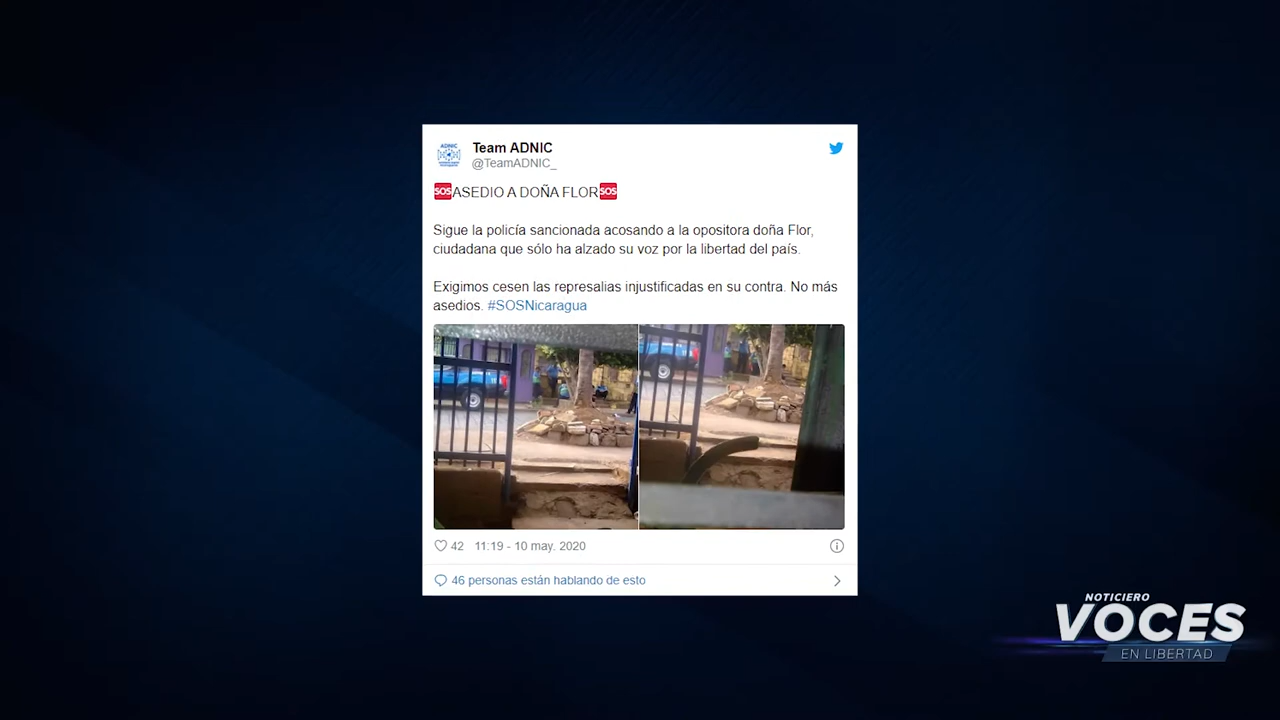 Team ADNIC
@TeamADNIC_
🆘ASEDIO A DOÑA FLOR🆘
Sigue la policía sancionada acosando a la opositora doña Flor,
ciudadana que sólo ha alzado su voz por la libertad del país.
Exigimos cesen las represalias injustificadas en su contra. No más
asedios. #SOSNicaragua
42 11:19 - 10 may. 2020
46 personas están hablando de esto
NOTICIERO
VOCES
EN LIBERTAD